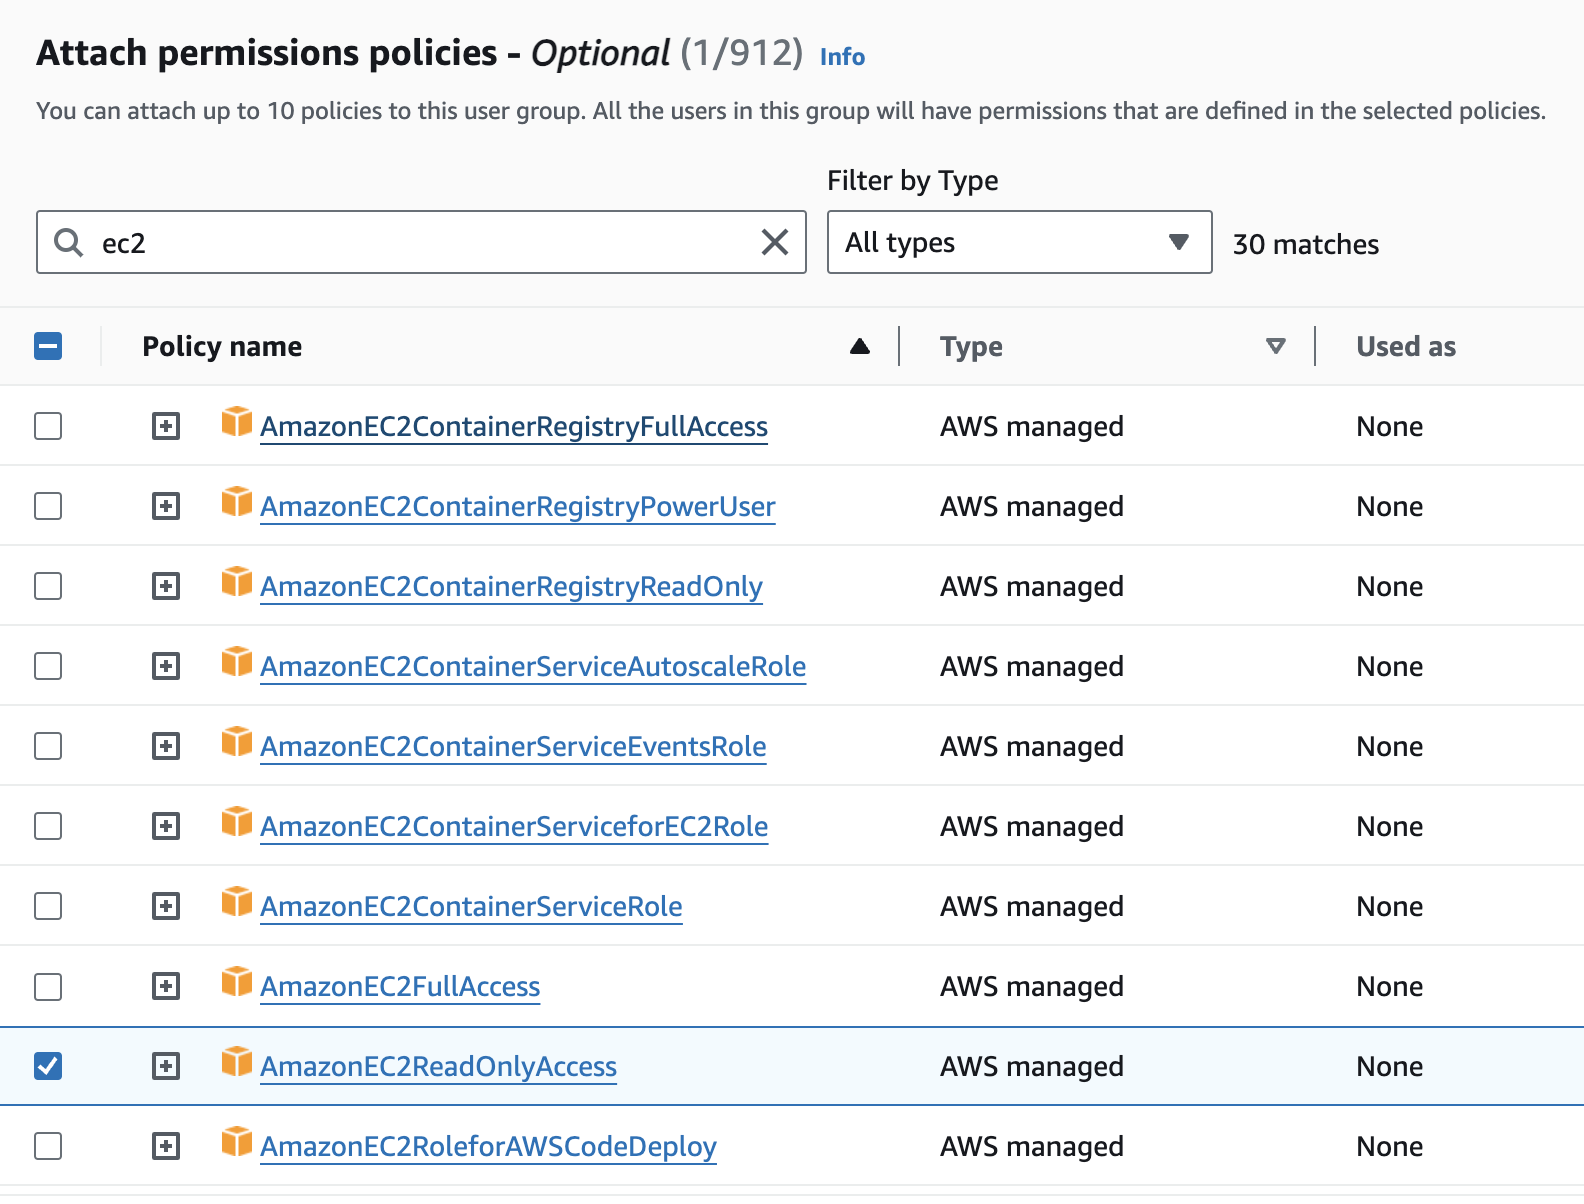 Attach permissions policies - Optional (1/912) Info
You can attach up to 10 policies to this user group. All the users in this group will have permissions that are defined in the selected policies.
Filter by Type
ec2 All types 30 matches
Policy name Type Used as
AmazonEC2ContainerRegistryFullAccess AWS managed None
AmazonEC2ContainerRegistryPowerUser AWS managed None
AmazonEC2ContainerRegistryReadOnly AWS managed None
AmazonEC2ContainerServiceAutoscaleRole AWS managed None
AmazonEC2ContainerServiceEventsRole AWS managed None
AmazonEC2ContainerServiceforEC2Role AWS managed None
AmazonEC2ContainerServiceRole AWS managed None
AmazonEC2FullAccess AWS managed None
AmazonEC2ReadOnlyAccess AWS managed None
AmazonEC2RoleforAWSCodeDeploy AWS managed None